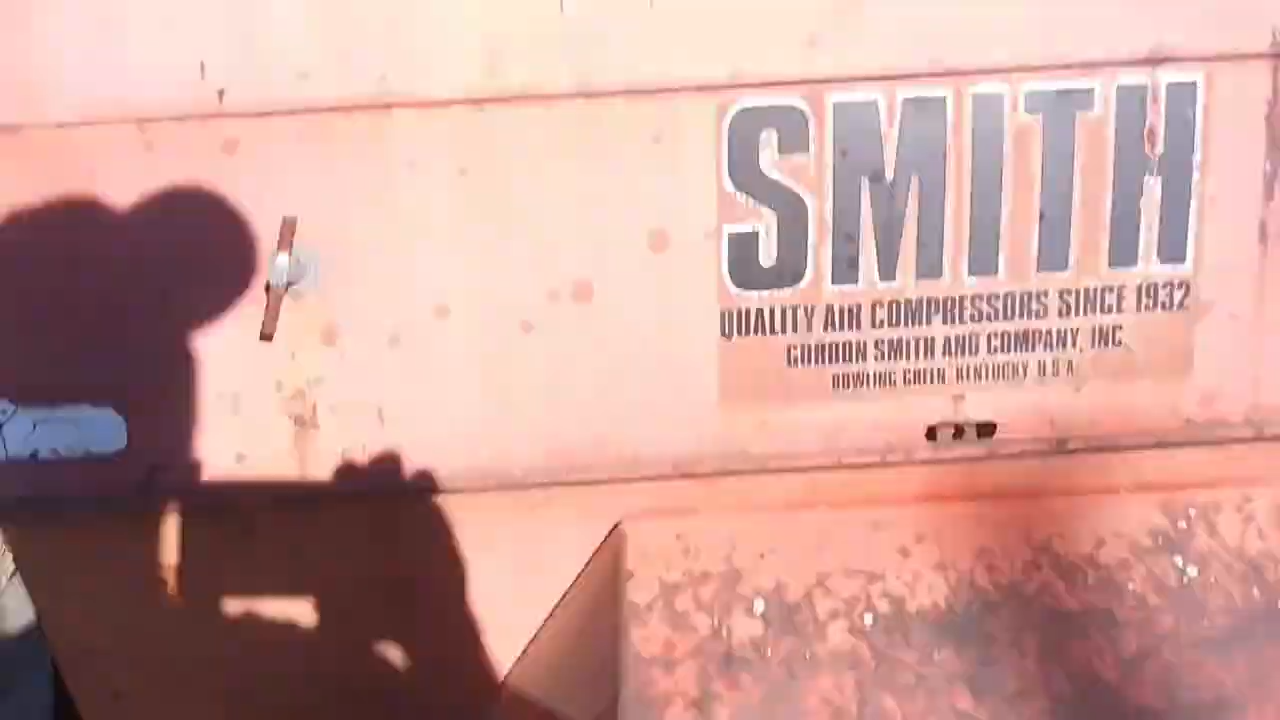 SMITH
QUALITY AIR COMPRESSORS SINCE 1932
GORDON SMITH AND COMPANY, INC.
BOWLING GREEN, KENTUCKY U.S.A.